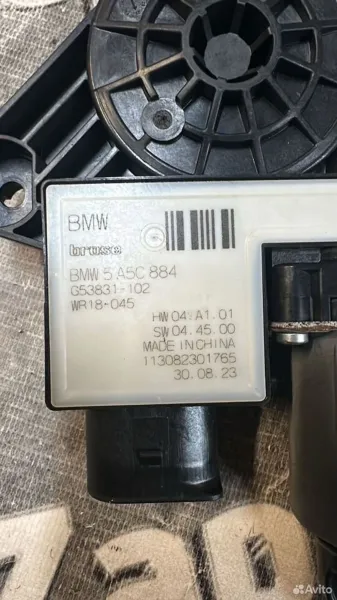 BMW
brose
BMW 5 A5C 884
G53831-102
WR18-045
HW 04.A1.01
SW 04.45.00
MADE IN CHINA
113082301765
30.08.23
Avito